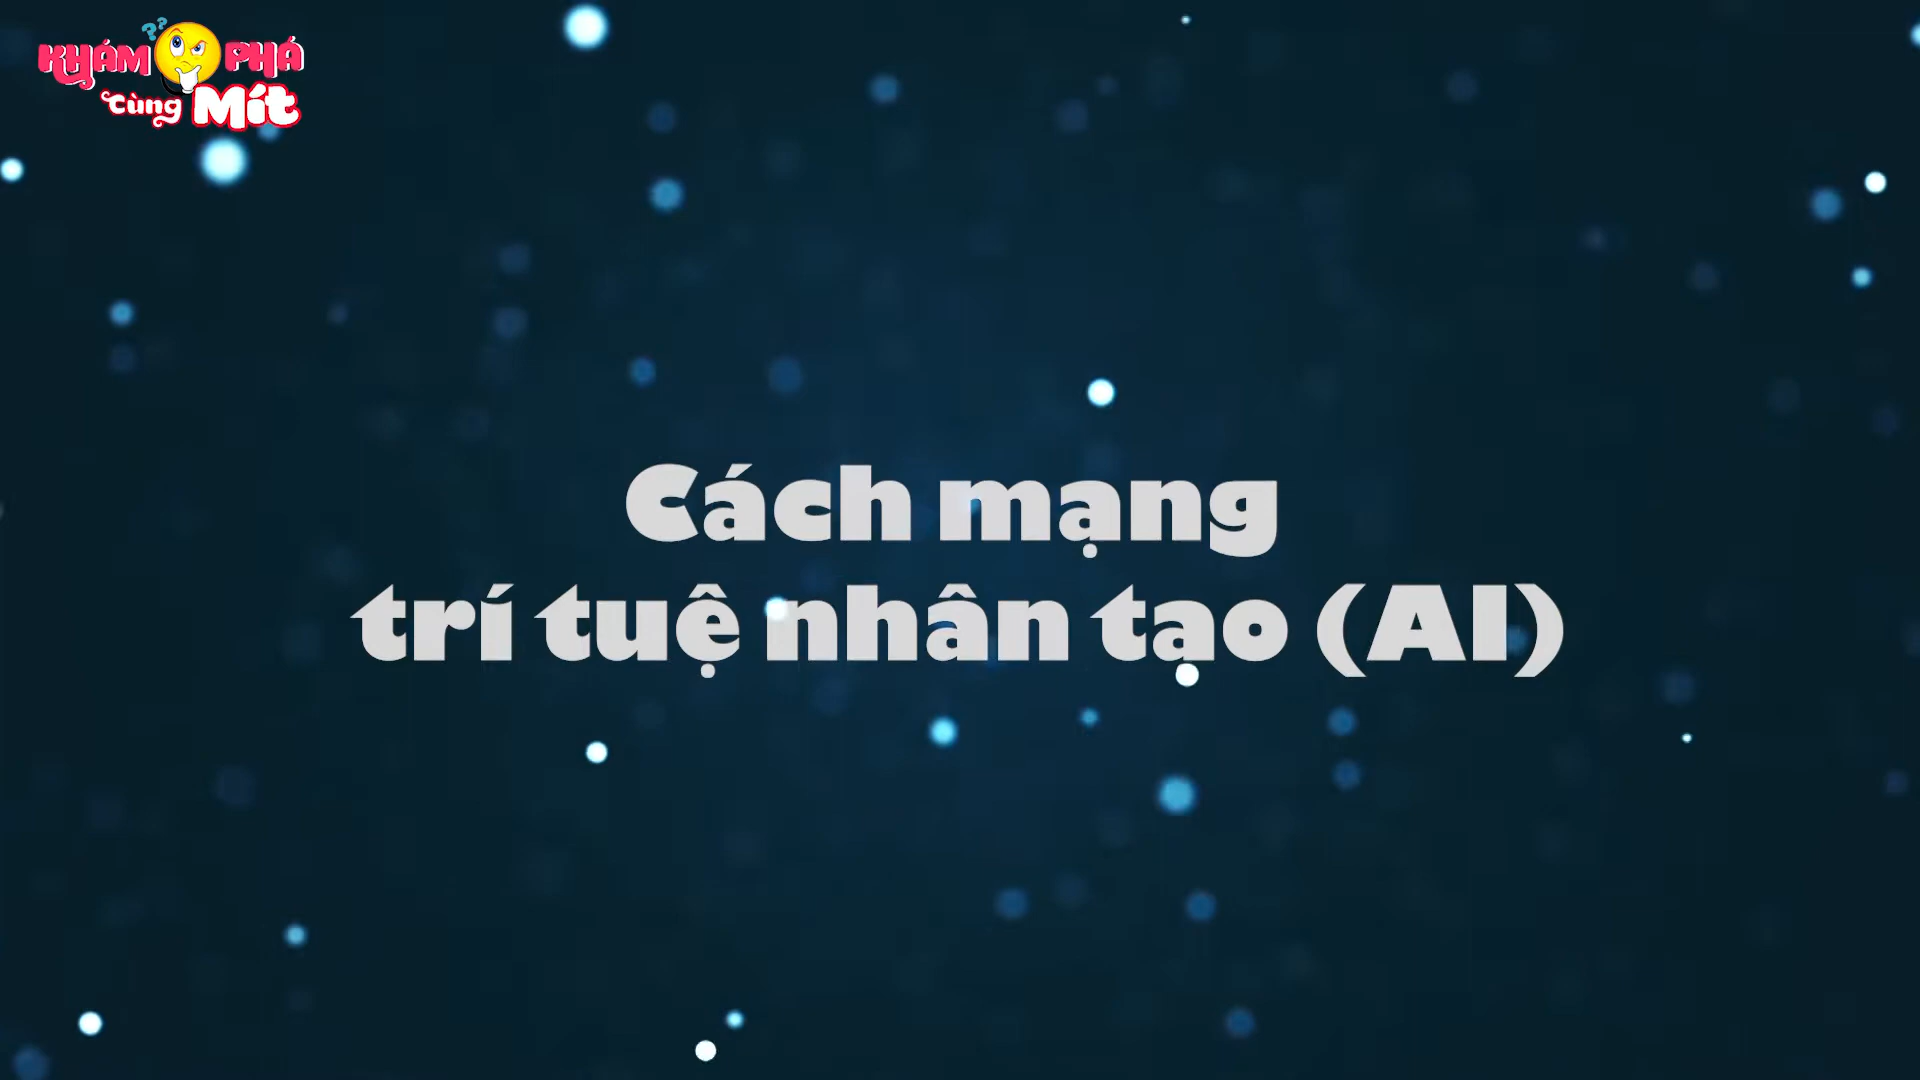 KHÁM PHÁ
Cùng Mít
Cách mạng
trí tuệ nhân tạo (AI)